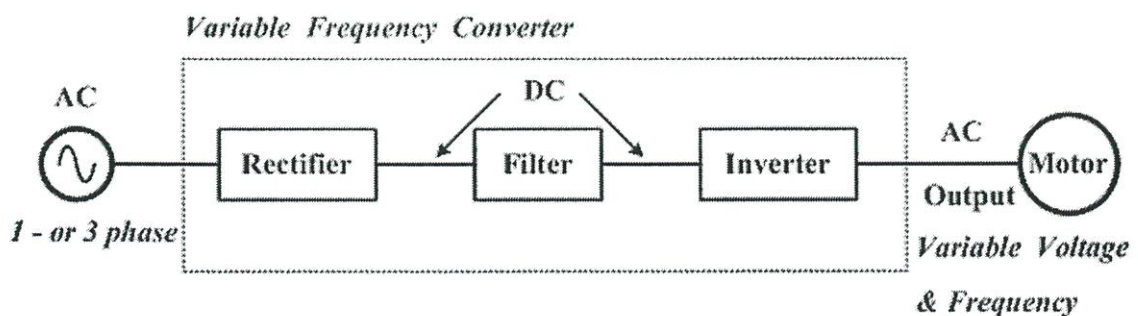 Variable Frequency Converter
AC
DC
Rectifier
Filter
Inverter
AC
Motor
1 - or 3 phase
Output
Variable Voltage
& Frequency